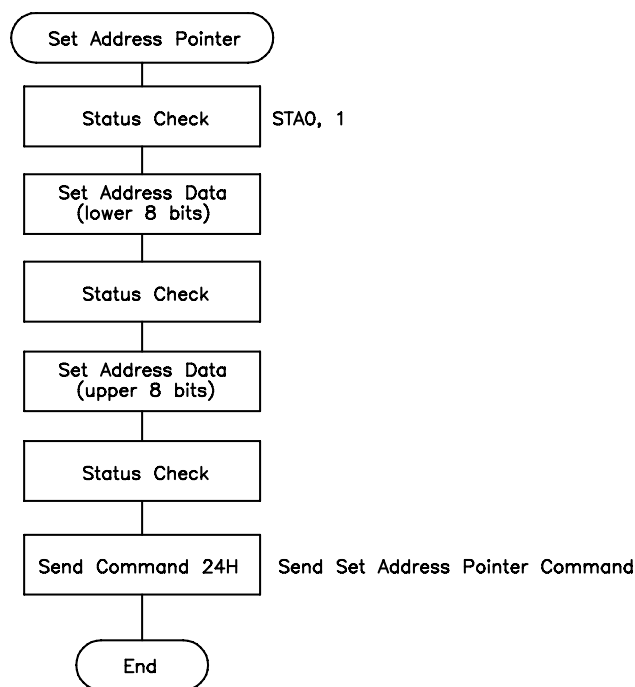 Set Address Pointer
Status Check
STA0, 1
Set Address Data
(lower 8 bits)
Status Check
Set Address Data
(upper 8 bits)
Status Check
Send Command 24H
Send Set Address Pointer Command
End